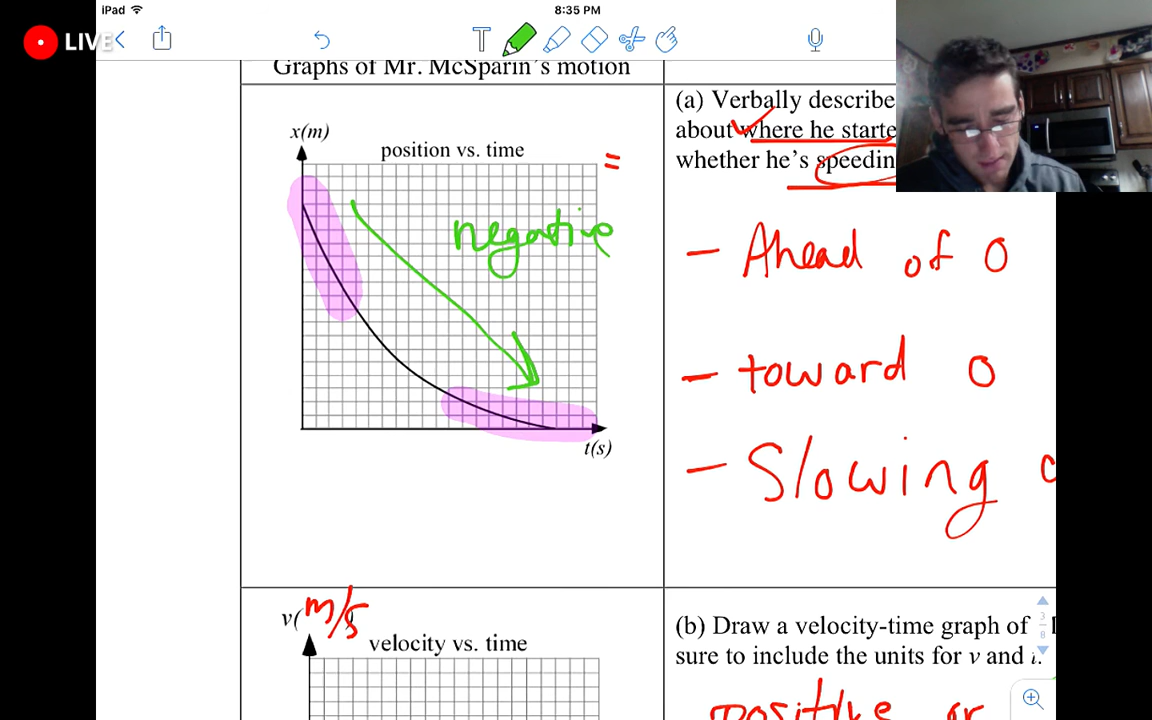 iPad 8:35 PM
LIVE
T
Graphs of Mr. McSparin's motion
x(m)
position vs. time
=
negative
t(s)
(a) Verbally describe
about where he starte
whether he's speedin
- Ahead of 0
- toward 0
- Slowing
v( m/s
velocity vs. time
(b) Draw a velocity-time graph of
sure to include the units for v and t.
positive or
3
8